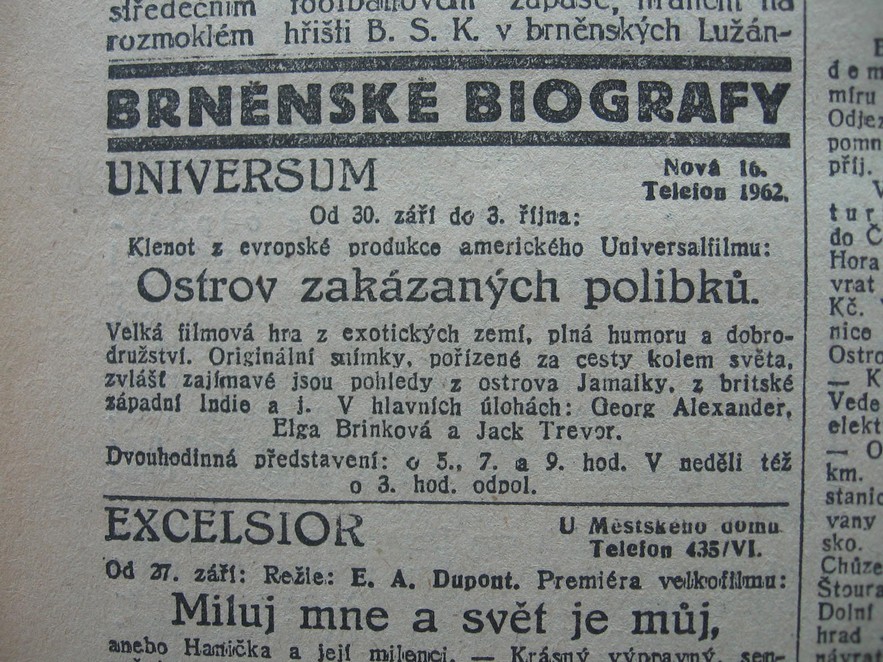 středečním footballovém zápase, hraném na
rozmoklém hřišti B. S. K. v brněnských Lužán-
BRNĚNSKÉ BIOGRAFY
UNIVERSUM
Nová 16.
Telefon 1962.
Od 30. září do 3. října:
Klenot z evropské produkce amerického Universalfilmu:
Ostrov zakázaných polibků.
Velká filmová hra z exotických zemí, plná humoru a dobro-
družství. Originální snímky, pořízené za cesty kolem světa,
zvlášť zajímavé jsou pohledy z ostrova Jamaiky, z britské
západní Indie a j. V hlavních úlohách: Georg Alexander,
Elga Brinková a Jack Trevor.
Dvouhodinná představení: o 5., 7. a 9. hod. V neděli též
o 3. hod. odpol.
EXCELSIOR
U Městského domu
Telefon 435/VI.
Od 27. září: Režie: E. A. Dupont. Premiéra velkofilmu:
Miluj mne a svět je můj,
anebo Hanička a její milenci. — Krásný výpravný, sen-
dem
míru
Odjez
pomn
příj.
V
tur
do Č
Hora
vrat
Kč.
nice
Ostro
— K
Vede
elekt
— O
km.
stanic
vany
sko.
Chůze
Štoura
Dolní
hrad
návrat